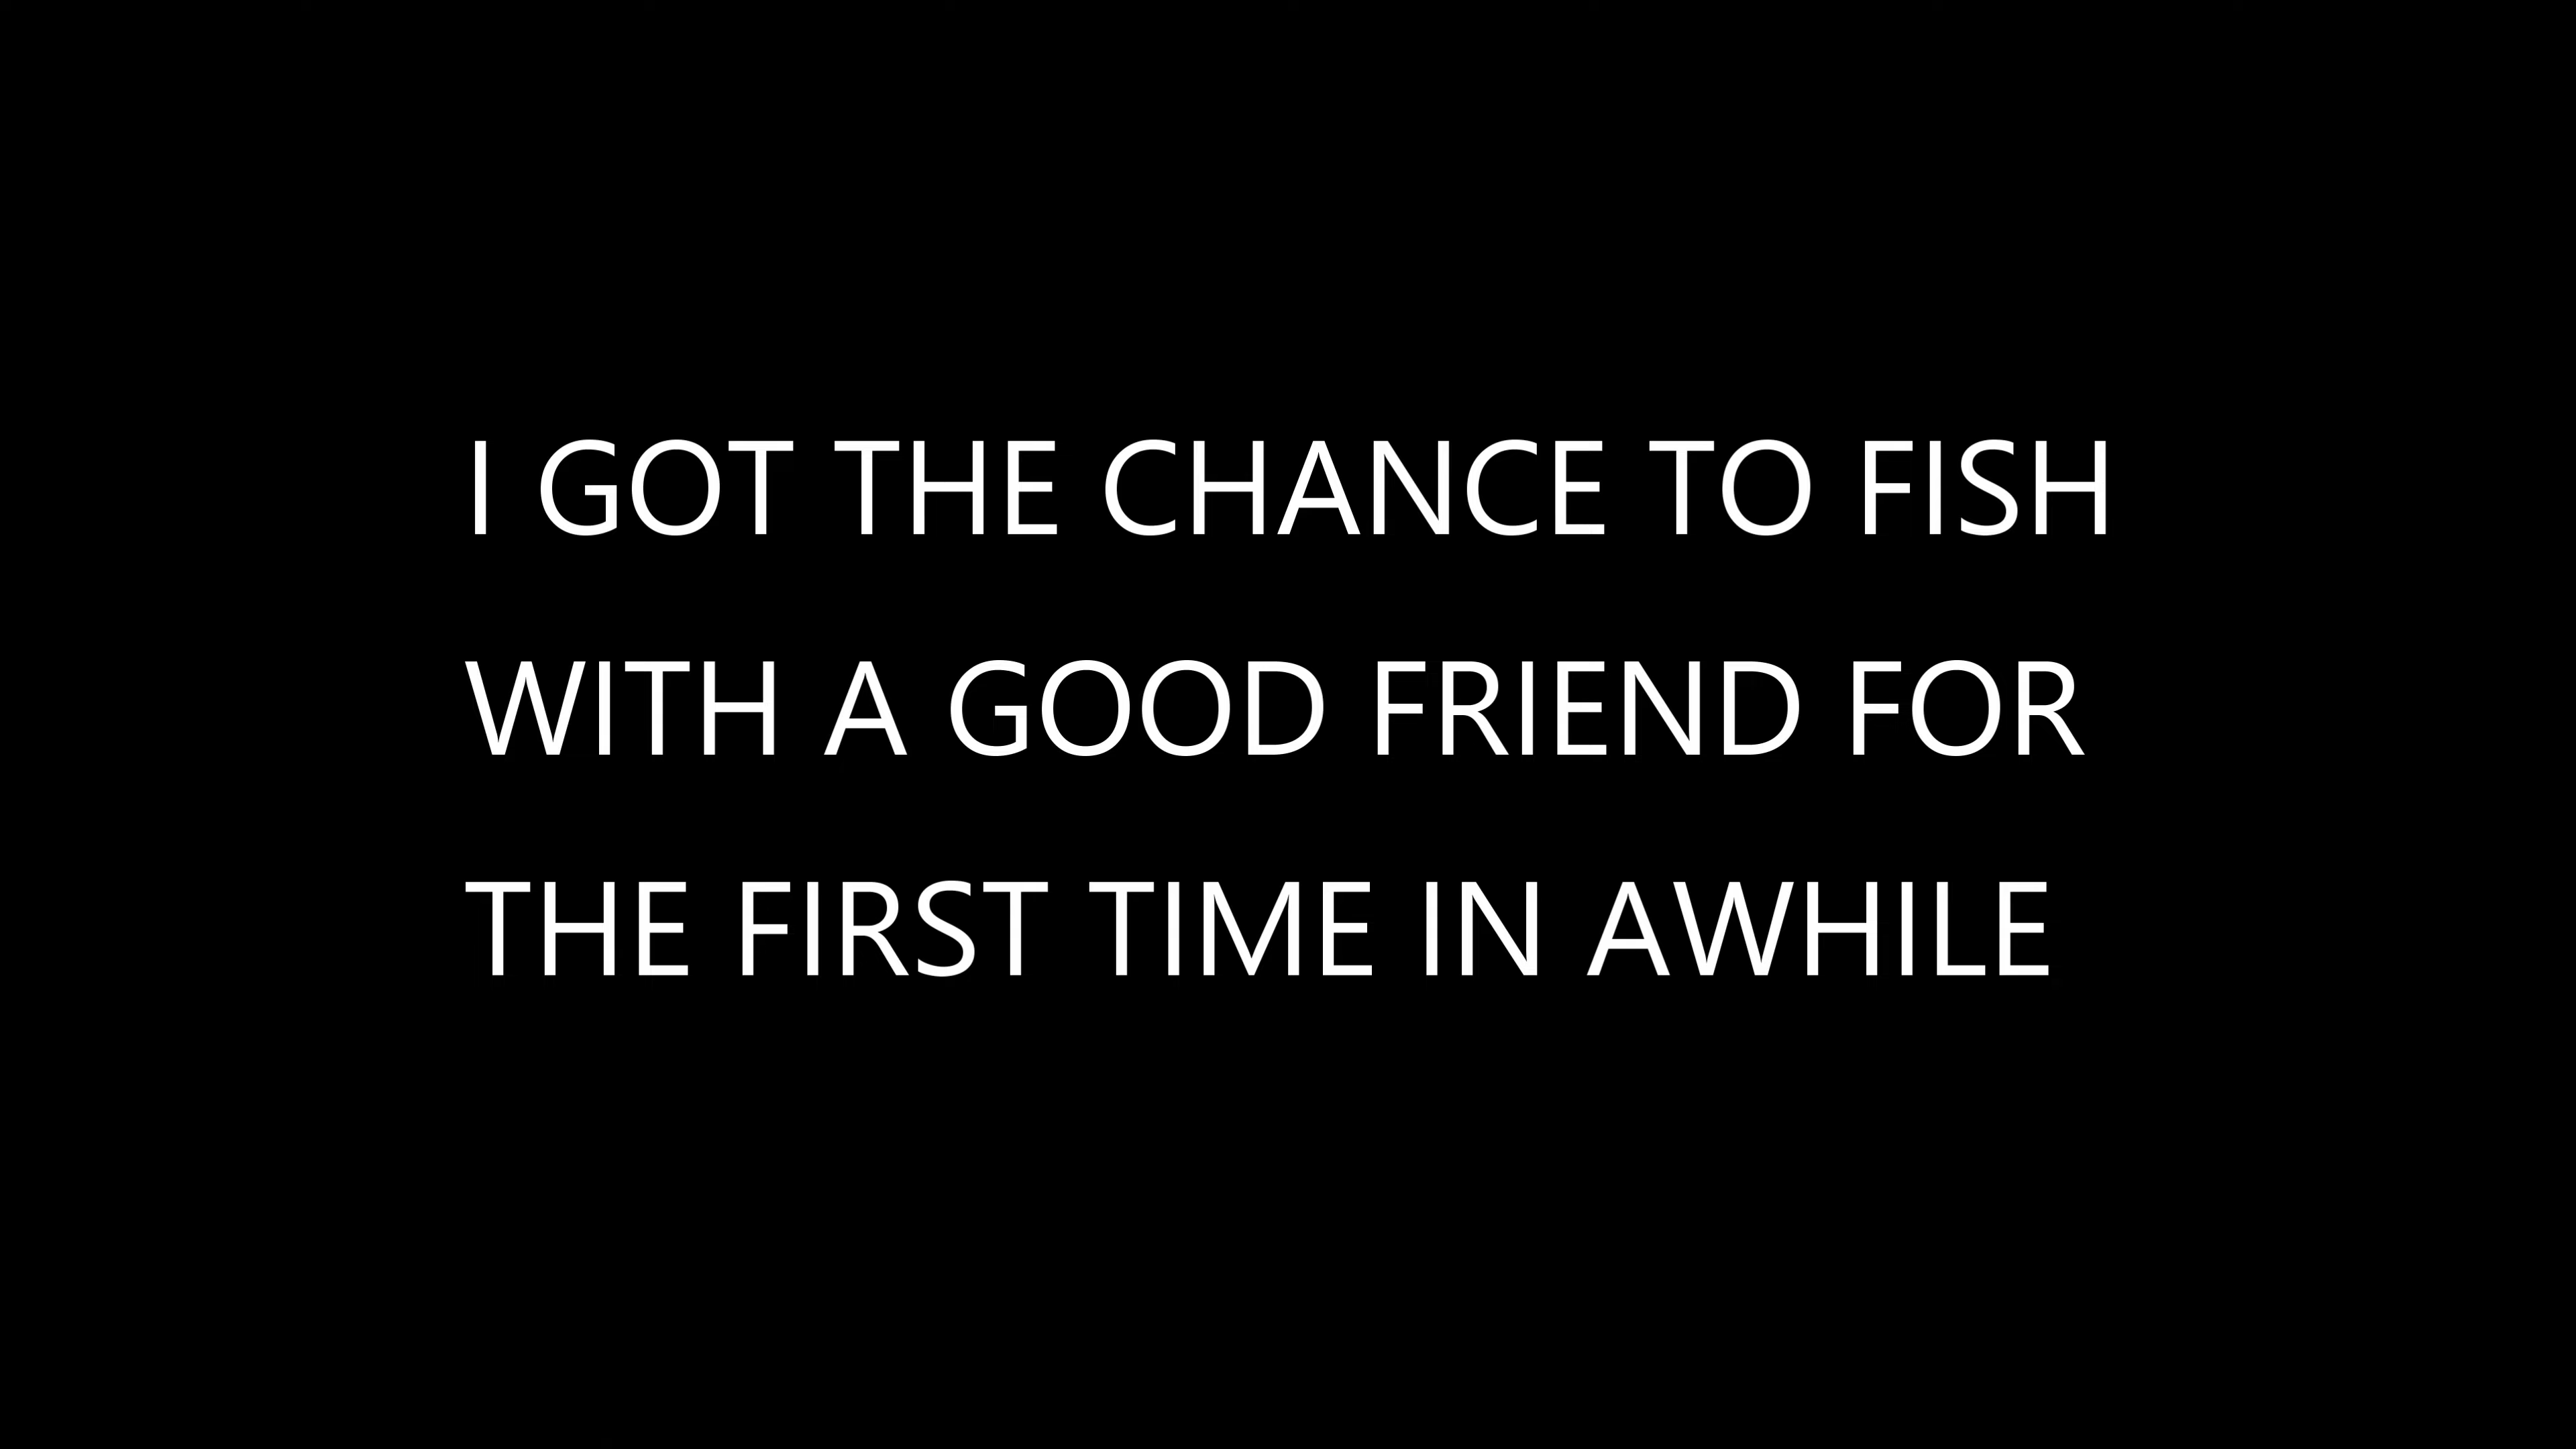 I GOT THE CHANCE TO FISH
WITH A GOOD FRIEND FOR
THE FIRST TIME IN AWHILE